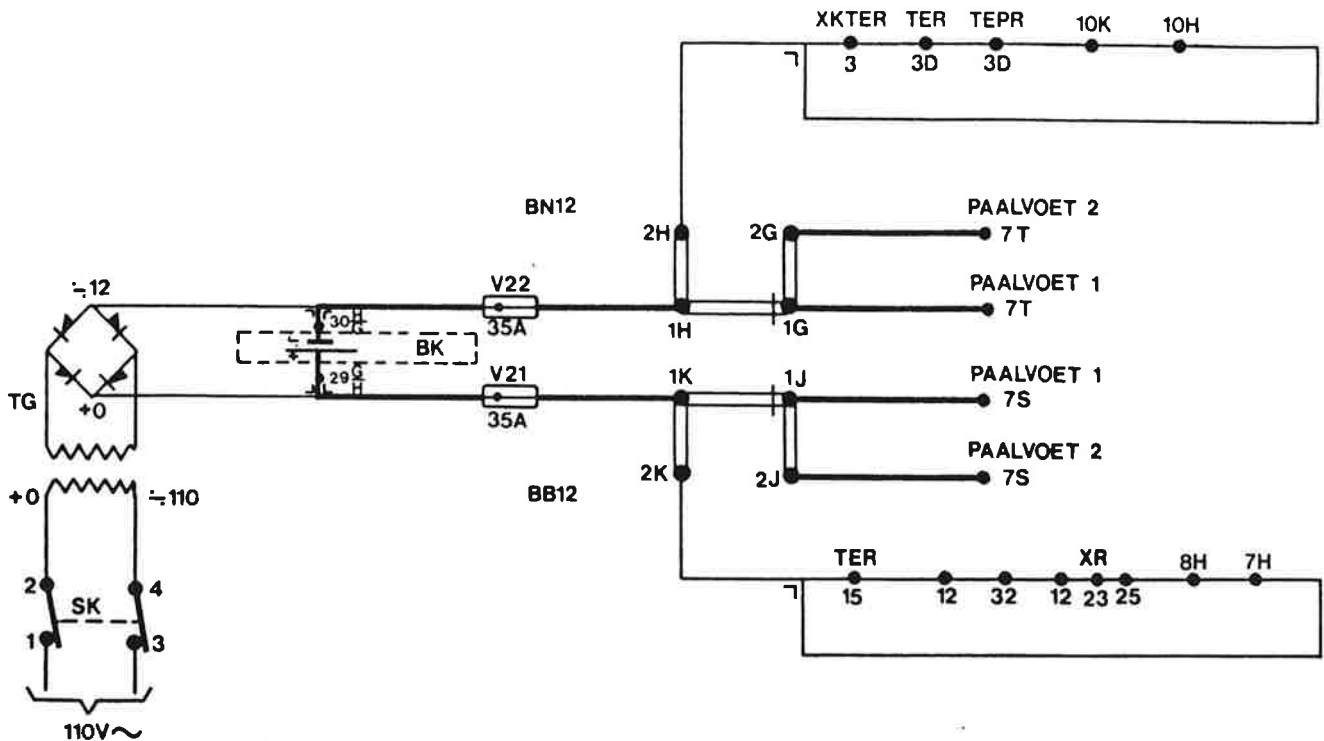 XKTER TER TEPR 10K 10H
3 3D 3D
BN12
PAALVOET 2
2H 2G 7T
-̣12
V22
PAALVOET 1
30 H/G
35A
1H 1G 7T
- +
BK
29 G/H
V21
1K 1J
PAALVOET 1
TG
+0
35A
7S
PAALVOET 2
2K 2J 7S
+0 ∸110
BB12
TER XR 8H 7H
15 12 32 12 23 25
2 4
SK
1 3
110V~